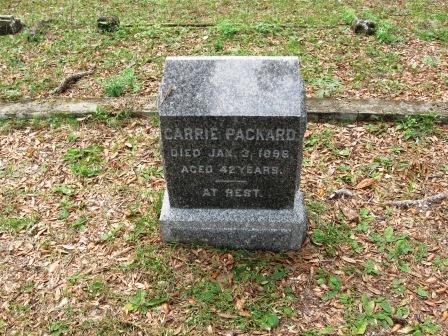 CARRIE PACKARD
DIED JAN. 3, 1896
AGED 42 YEARS.
AT REST.